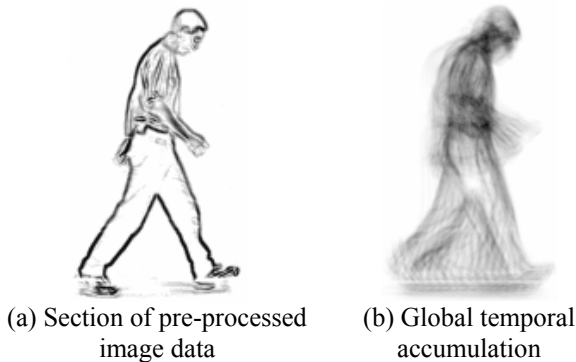 (a) Section of pre-processed
image data
(b) Global temporal
accumulation